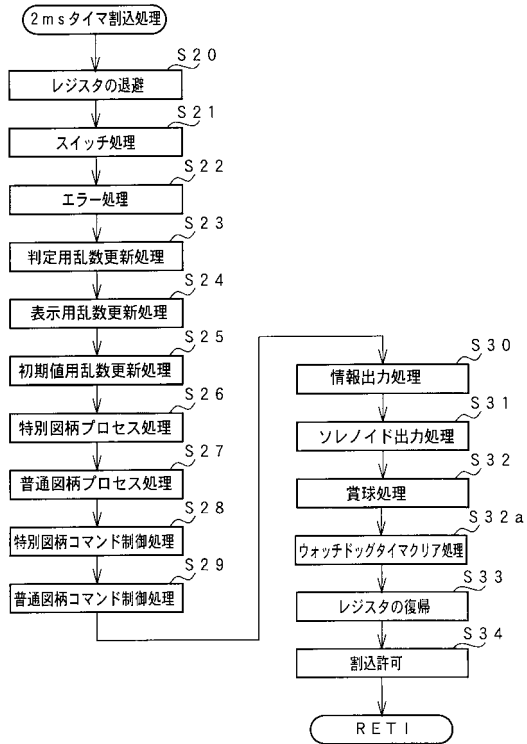 2msタイマ割込処理
S20
レジスタの退避
S21
スイッチ処理
S22
エラー処理
S23
判定用乱数更新処理
S24
表示用乱数更新処理
S25
初期値用乱数更新処理
S26
特別図柄プロセス処理
S27
普通図柄プロセス処理
S28
特別図柄コマンド制御処理
S29
普通図柄コマンド制御処理
S30
情報出力処理
S31
ソレノイド出力処理
S32
賞球処理
S32a
ウォッチドッグタイマクリア処理
S33
レジスタの復帰
S34
割込許可
RETI